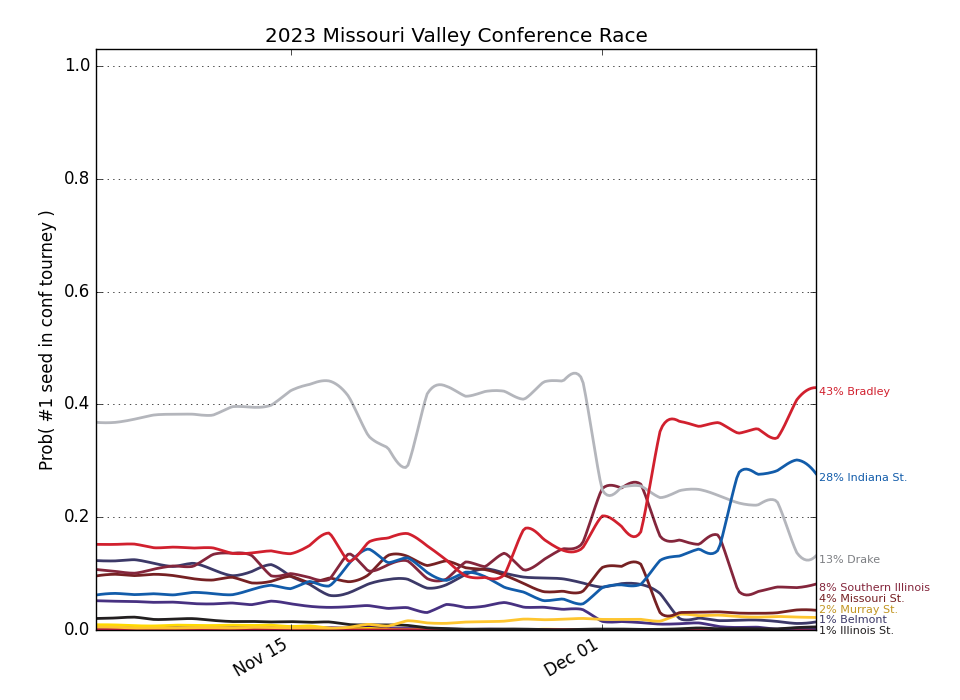 2023 Missouri Valley Conference Race
Prob( #1 seed in conf tourney )
1.0
0.8
0.6
0.4
0.2
0.0
Nov 15
Dec 01
43% Bradley
28% Indiana St.
13% Drake
8% Southern Illinois
4% Missouri St.
2% Murray St.
1% Belmont
1% Illinois St.